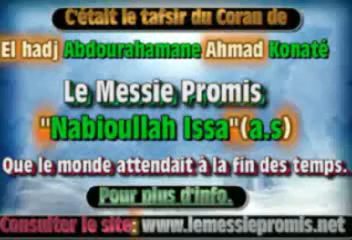 C'était le tafsir du Coran de
El hadj Abdourahamane Ahmad Konaté
Le Messie Promis
"Nabioullah Issa"(a.s)
Que le monde attendait à la fin des temps.
Pour plus d'info.
Consulter le site: www.lemessiepromis.net